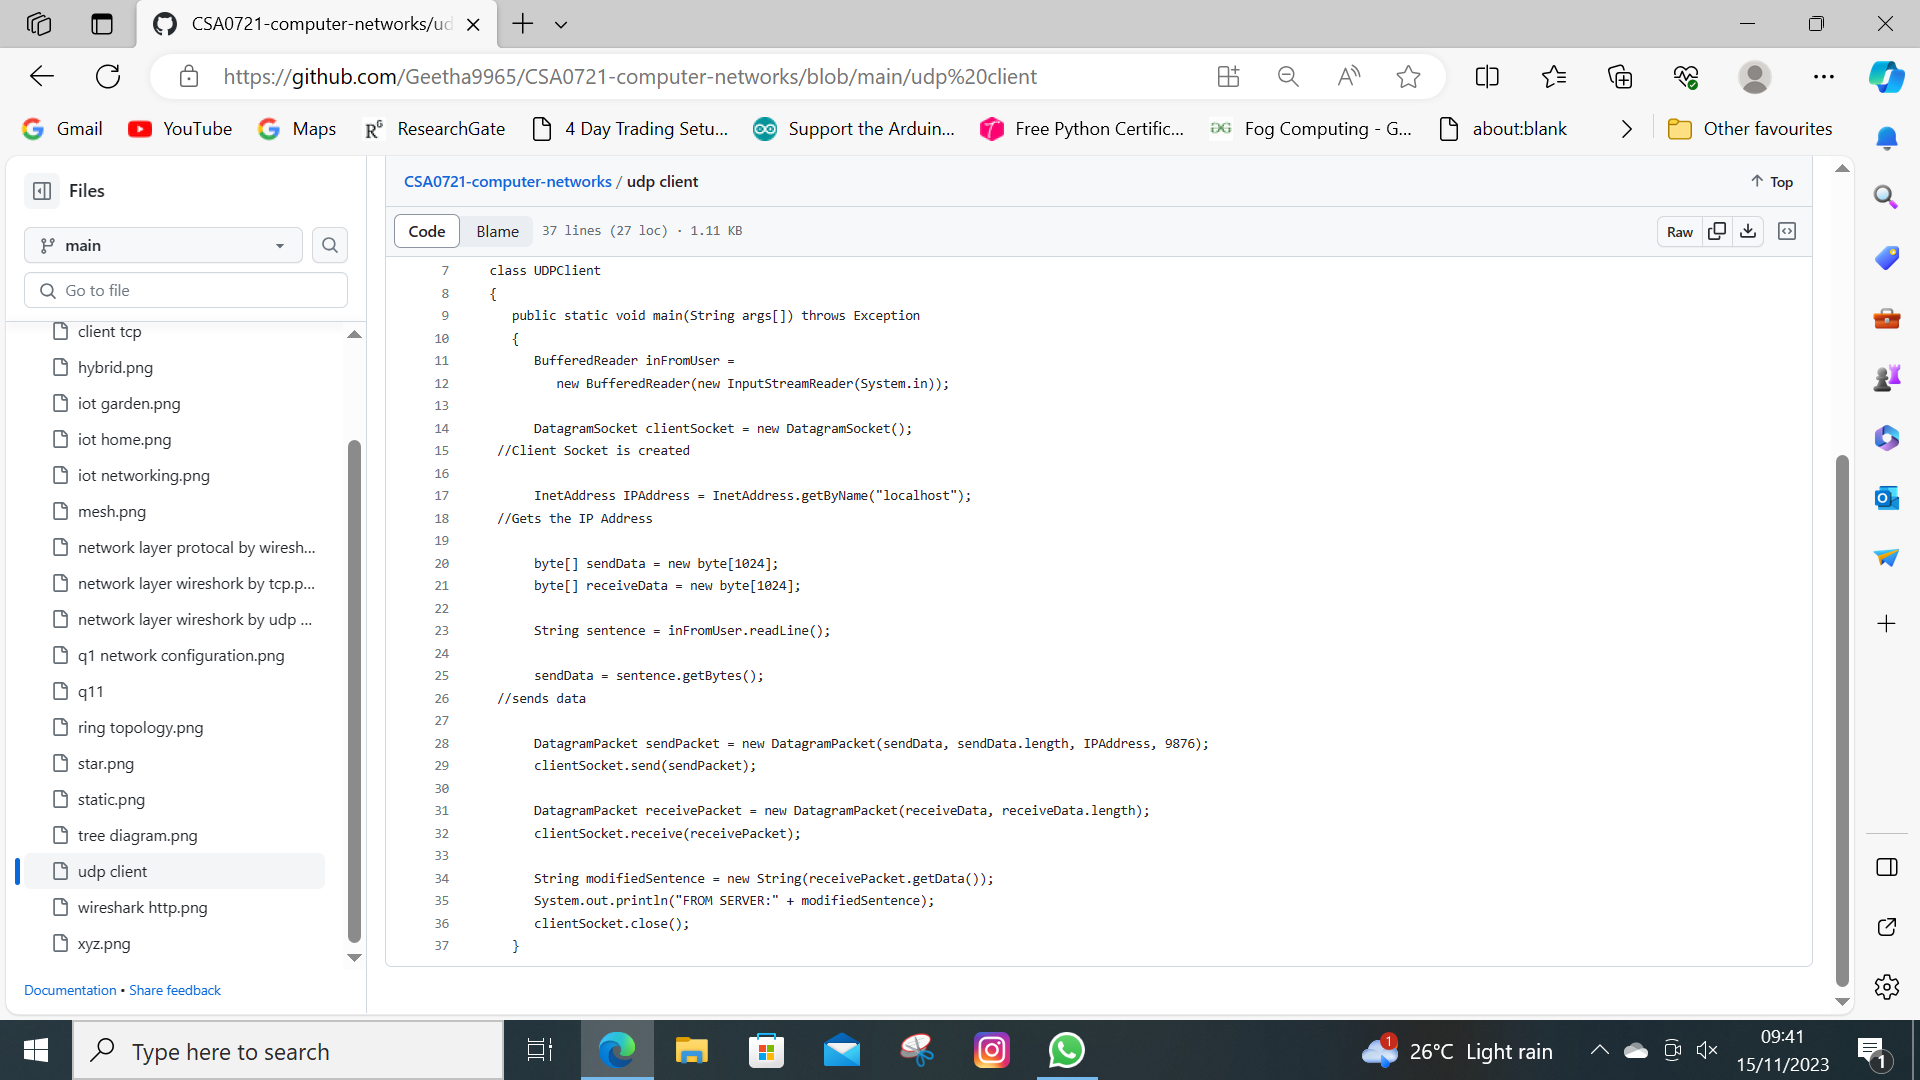 CSA0721-computer-networks/ud
https://github.com/Geetha9965/CSA0721-computer-networks/blob/main/udp%20client
Gmail YouTube Maps ResearchGate 4 Day Trading Setu... Support the Arduin... Free Python Certific... Fog Computing - G... about:blank Other favourites
Files
main
Go to file
client tcp
hybrid.png
iot garden.png
iot home.png
iot networking.png
mesh.png
network layer protocal by wiresh...
network layer wireshork by tcp.p...
network layer wireshork by udp ...
q1 network configuration.png
q11
ring topology.png
star.png
static.png
tree diagram.png
udp client
wireshark http.png
xyz.png
Documentation • Share feedback
CSA0721-computer-networks / udp client
Top
Code Blame 37 lines (27 loc) · 1.11 KB Raw
7 class UDPClient
8 {
9 public static void main(String args[]) throws Exception
10 {
11 BufferedReader inFromUser =
12 new BufferedReader(new InputStreamReader(System.in));
13
14 DatagramSocket clientSocket = new DatagramSocket();
15 //Client Socket is created
16
17 InetAddress IPAddress = InetAddress.getByName("localhost");
18 //Gets the IP Address
19
20 byte[] sendData = new byte[1024];
21 byte[] receiveData = new byte[1024];
22
23 String sentence = inFromUser.readLine();
24
25 sendData = sentence.getBytes();
26 //sends data
27
28 DatagramPacket sendPacket = new DatagramPacket(sendData, sendData.length, IPAddress, 9876);
29 clientSocket.send(sendPacket);
30
31 DatagramPacket receivePacket = new DatagramPacket(receiveData, receiveData.length);
32 clientSocket.receive(receivePacket);
33
34 String modifiedSentence = new String(receivePacket.getData());
35 System.out.println("FROM SERVER:" + modifiedSentence);
36 clientSocket.close();
37 }
Type here to search
1
26°C Light rain
09:41
15/11/2023
1